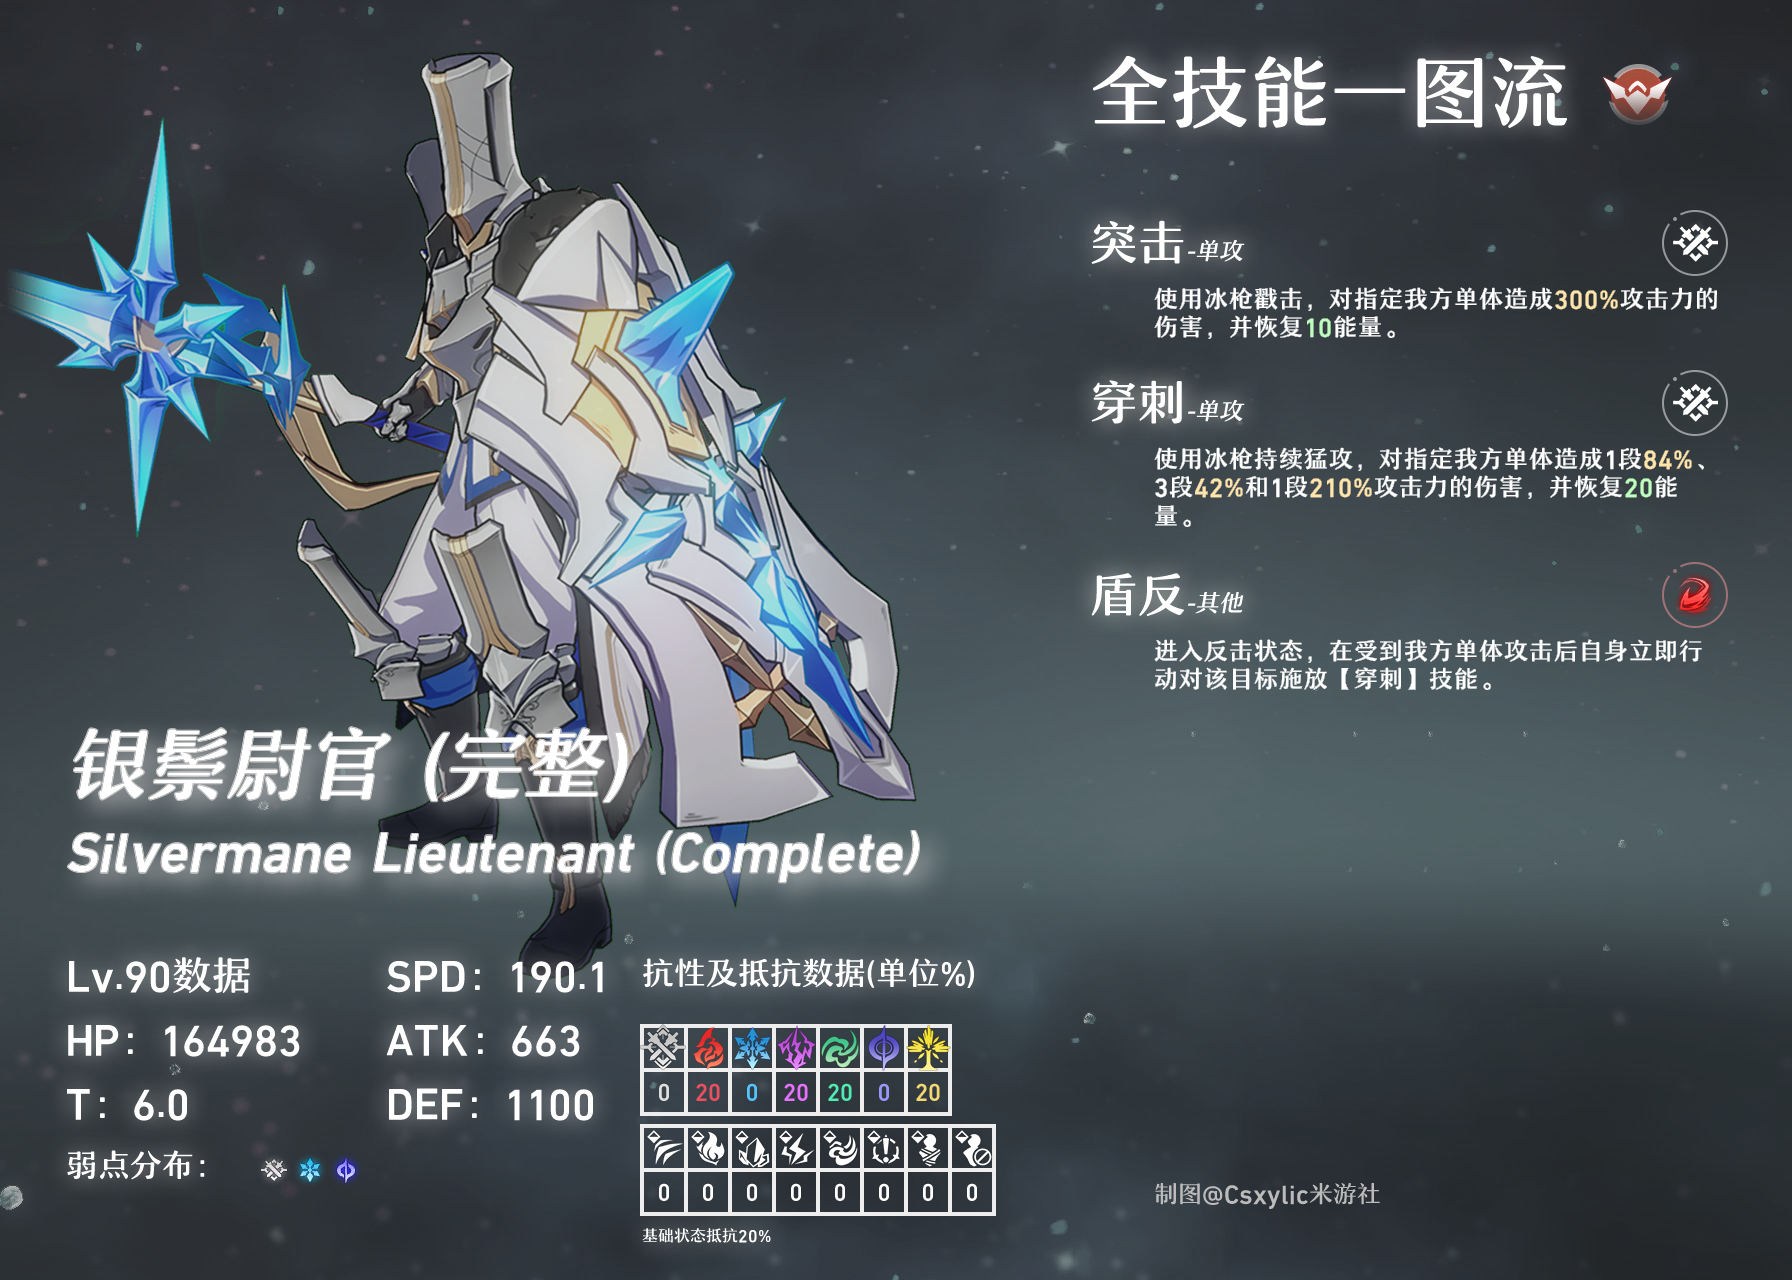 全技能一图流
突击-单攻
使用冰枪戳击，对指定我方单体造成300%攻击力的
伤害，并恢复10能量。
穿刺-单攻
使用冰枪持续猛攻，对指定我方单体造成1段84%、
3段42%和1段210%攻击力的伤害，并恢复20能
量。
盾反-其他
进入反击状态，在受到我方单体攻击后自身立即行
动对该目标施放【穿刺】技能。
银鬃尉官 (完整)
Silvermane Lieutenant (Complete)
Lv.90数据
SPD: 190.1
HP: 164983
ATK: 663
T: 6.0
DEF: 1100
弱点分布:
抗性及抵抗数据(单位%)
0 20 0 20 20 0 20
0 0 0 0 0 0 0 0
基础状态抵抗20%
制图@Csxylic米游社